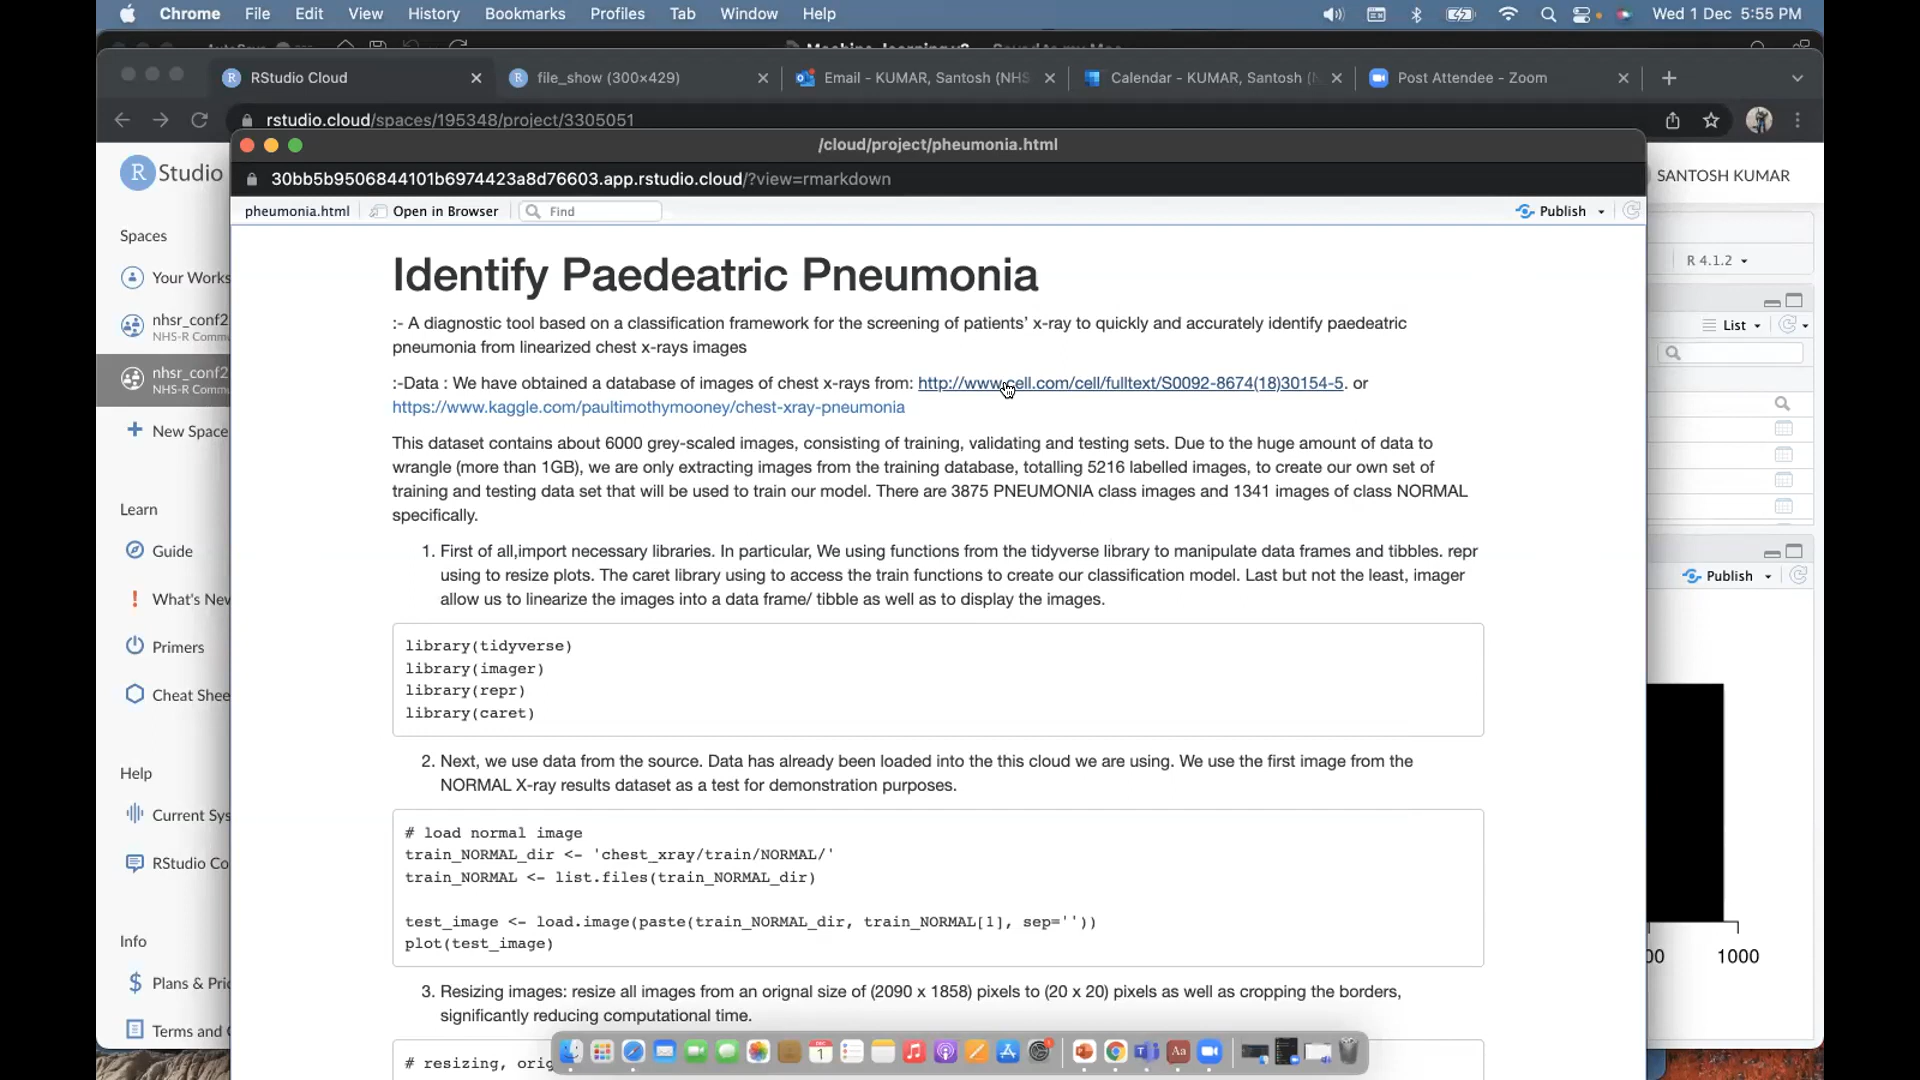 Chrome File Edit View History Bookmarks Profiles Tab Window Help Wed 1 Dec 5:55 PM
RStudio Cloud file_show (300×429) Email - KUMAR, Santosh (NHS Calendar - KUMAR, Santosh ( Post Attendee - Zoom
rstudio.cloud/spaces/195348/project/3305051
/cloud/project/pheumonia.html
30bb5b9506844101b6974423a8d76603.app.rstudio.cloud/?view=rmarkdown
R Studio
SANTOSH KUMAR
pheumonia.html Open in Browser Find Publish
Spaces
Your Works
nhsr_conf2
NHS-R Commu
nhsr_conf2
NHS-R Commu
New Space
Learn
Guide
What's New
Primers
Cheat Shee
Help
Current Sys
RStudio Co
Info
Plans & Pri
Terms and
Identify Paedeatric Pneumonia
:- A diagnostic tool based on a classification framework for the screening of patients' x-ray to quickly and accurately identify paedeatric
pneumonia from linearized chest x-rays images
:-Data : We have obtained a database of images of chest x-rays from: http://www.cell.com/cell/fulltext/S0092-8674(18)30154-5. or
https://www.kaggle.com/paultimothymooney/chest-xray-pneumonia
This dataset contains about 6000 grey-scaled images, consisting of training, validating and testing sets. Due to the huge amount of data to
wrangle (more than 1GB), we are only extracting images from the training database, totalling 5216 labelled images, to create our own set of
training and testing data set that will be used to train our model. There are 3875 PNEUMONIA class images and 1341 images of class NORMAL
specifically.
1. First of all,import necessary libraries. In particular, We using functions from the tidyverse library to manipulate data frames and tibbles. repr
using to resize plots. The caret library using to access the train functions to create our classification model. Last but not the least, imager
allow us to linearize the images into a data frame/ tibble as well as to display the images.
library(tidyverse)
library(imager)
library(repr)
library(caret)
2. Next, we use data from the source. Data has already been loaded into the this cloud we are using. We use the first image from the
NORMAL X-ray results dataset as a test for demonstration purposes.
# load normal image
train_NORMAL_dir <- 'chest_xray/train/NORMAL/'
train_NORMAL <- list.files(train_NORMAL_dir)
test_image <- load.image(paste(train_NORMAL_dir, train_NORMAL[1], sep=''))
plot(test_image)
3. Resizing images: resize all images from an orignal size of (2090 x 1858) pixels to (20 x 20) pixels as well as cropping the borders,
significantly reducing computational time.
# resizing, orig
R 4.1.2
List
Publish
00 1000